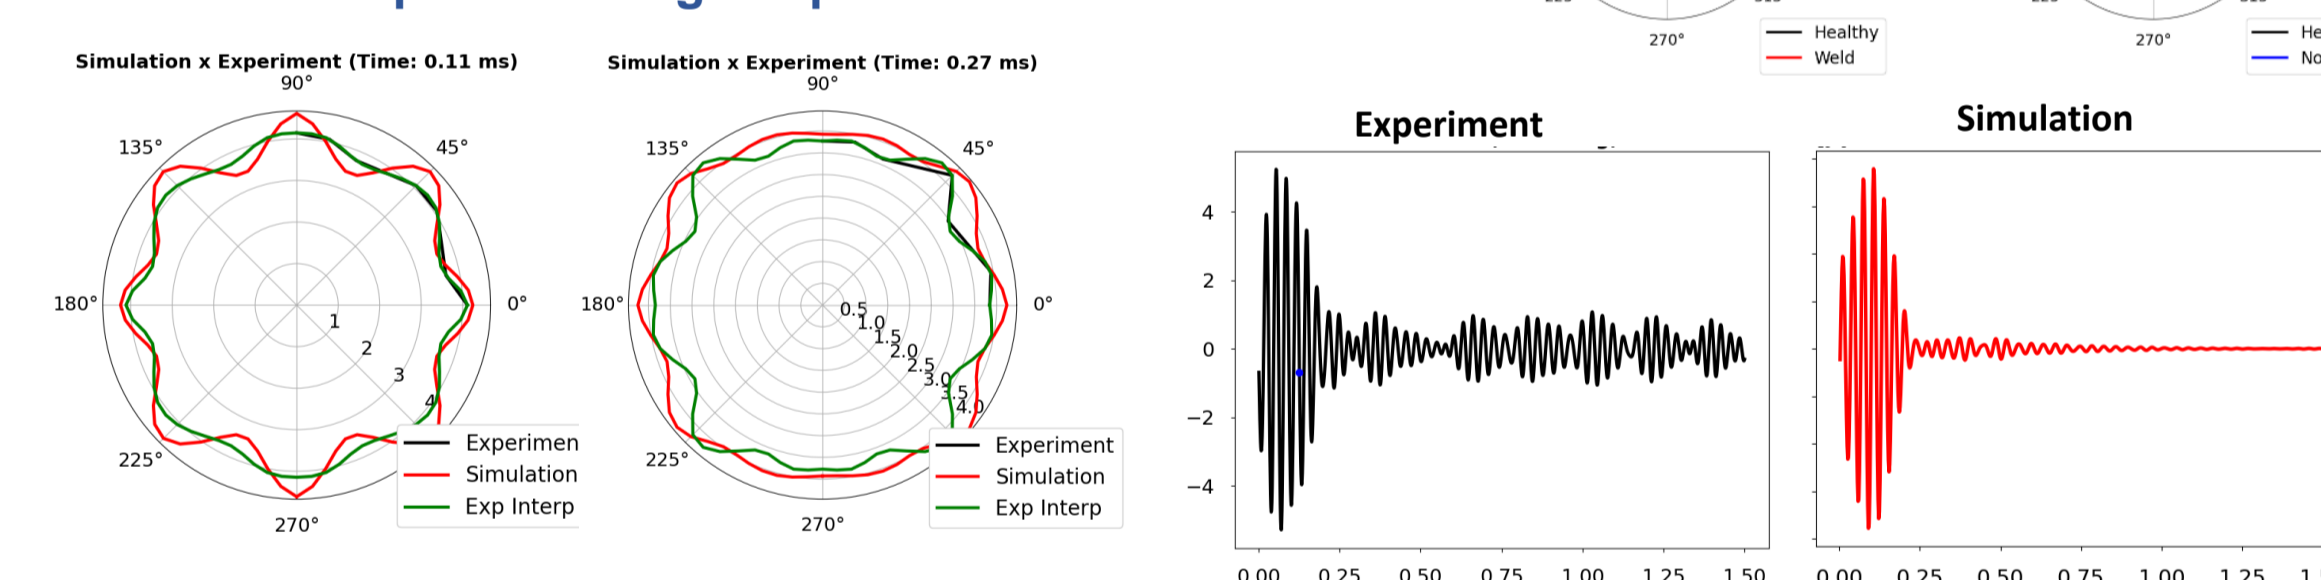 Simulation x Experiment (Time: 0.11 ms)
90°
135°
45°
180°
0°
1
2
3
4
225°
270°
Experimen
Simulation
Exp Interp
Simulation x Experiment (Time: 0.27 ms)
90°
135°
45°
180°
0°
0.5
1.0
1.5
2.0
2.5
3.0
3.5
4.0
225°
270°
Experiment
Simulation
Exp Interp
270°
Healthy
Weld
270°
He
No
Experiment
4
2
0
−2
−4
0.00 0.25 0.50 0.75 1.00 1.25 1.50
Simulation
0.00 0.25 0.50 0.75 1.00 1.25